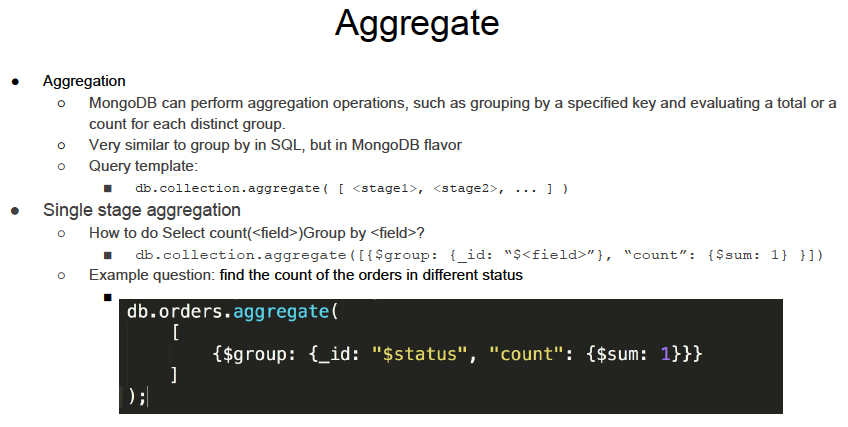 Aggregate
● Aggregation
○ MongoDB can perform aggregation operations, such as grouping by a specified key and evaluating a total or a
count for each distinct group.
○ Very similar to group by in SQL, but in MongoDB flavor
○ Query template:
■ db.collection.aggregate( [ <stage1>, <stage2>, ... ] )
● Single stage aggregation
○ How to do Select count(<field>)Group by <field>?
■ db.collection.aggregate([{$group: {_id: “$<field>”}, “count”: {$sum: 1} }])
○ Example question: find the count of the orders in different status
■
db.orders.aggregate(
[
{$group: {_id: "$status", "count": {$sum: 1}}}
]
);